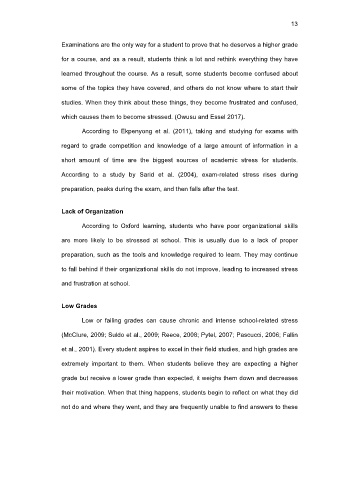 13
Examinations are the only way for a student to prove that he deserves a higher grade
for a course, and as a result, students think a lot and rethink everything they have
learned throughout the course. As a result, some students become confused about
some of the topics they have covered, and others do not know where to start their
studies. When they think about these things, they become frustrated and confused,
which causes them to become stressed. (Owusu and Essel 2017).
According to Ekpenyong et al. (2011), taking and studying for exams with
regard to grade competition and knowledge of a large amount of information in a
short amount of time are the biggest sources of academic stress for students.
According to a study by Sarid et al. (2004), exam-related stress rises during
preparation, peaks during the exam, and then falls after the test.
Lack of Organization
According to Oxford learning, students who have poor organizational skills
are more likely to be stressed at school. This is usually due to a lack of proper
preparation, such as the tools and knowledge required to learn. They may continue
to fall behind if their organizational skills do not improve, leading to increased stress
and frustration at school.
Low Grades
Low or failing grades can cause chronic and intense school-related stress
(McClure, 2009; Suldo et al., 2009; Reece, 2008; Pytel, 2007; Pascucci, 2006; Fallin
et al., 2001). Every student aspires to excel in their field studies, and high grades are
extremely important to them. When students believe they are expecting a higher
grade but receive a lower grade than expected, it weighs them down and decreases
their motivation. When that thing happens, students begin to reflect on what they did
not do and where they went, and they are frequently unable to find answers to these